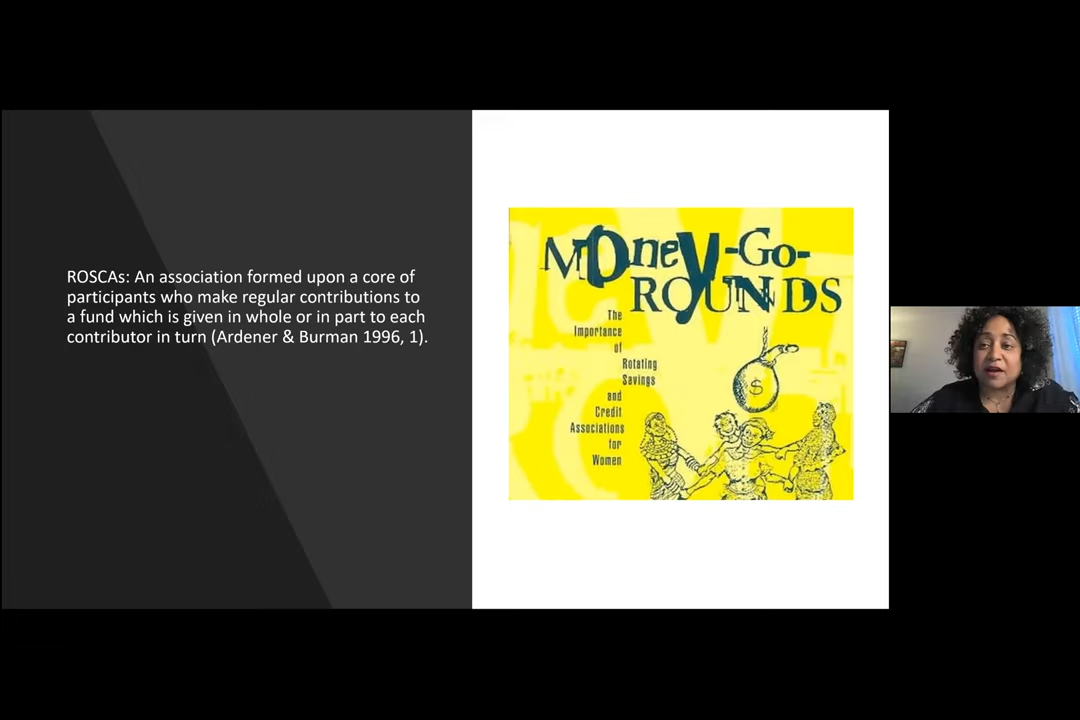 ROSCAs: An association formed upon a core of
participants who make regular contributions to
a fund which is given in whole or in part to each
contributor in turn (Ardener & Burman 1996, 1).
MOney-Go-
ROUNDS
The
Importance
of
Rotating
Savings
and
Credit
Associations
for
Women
$